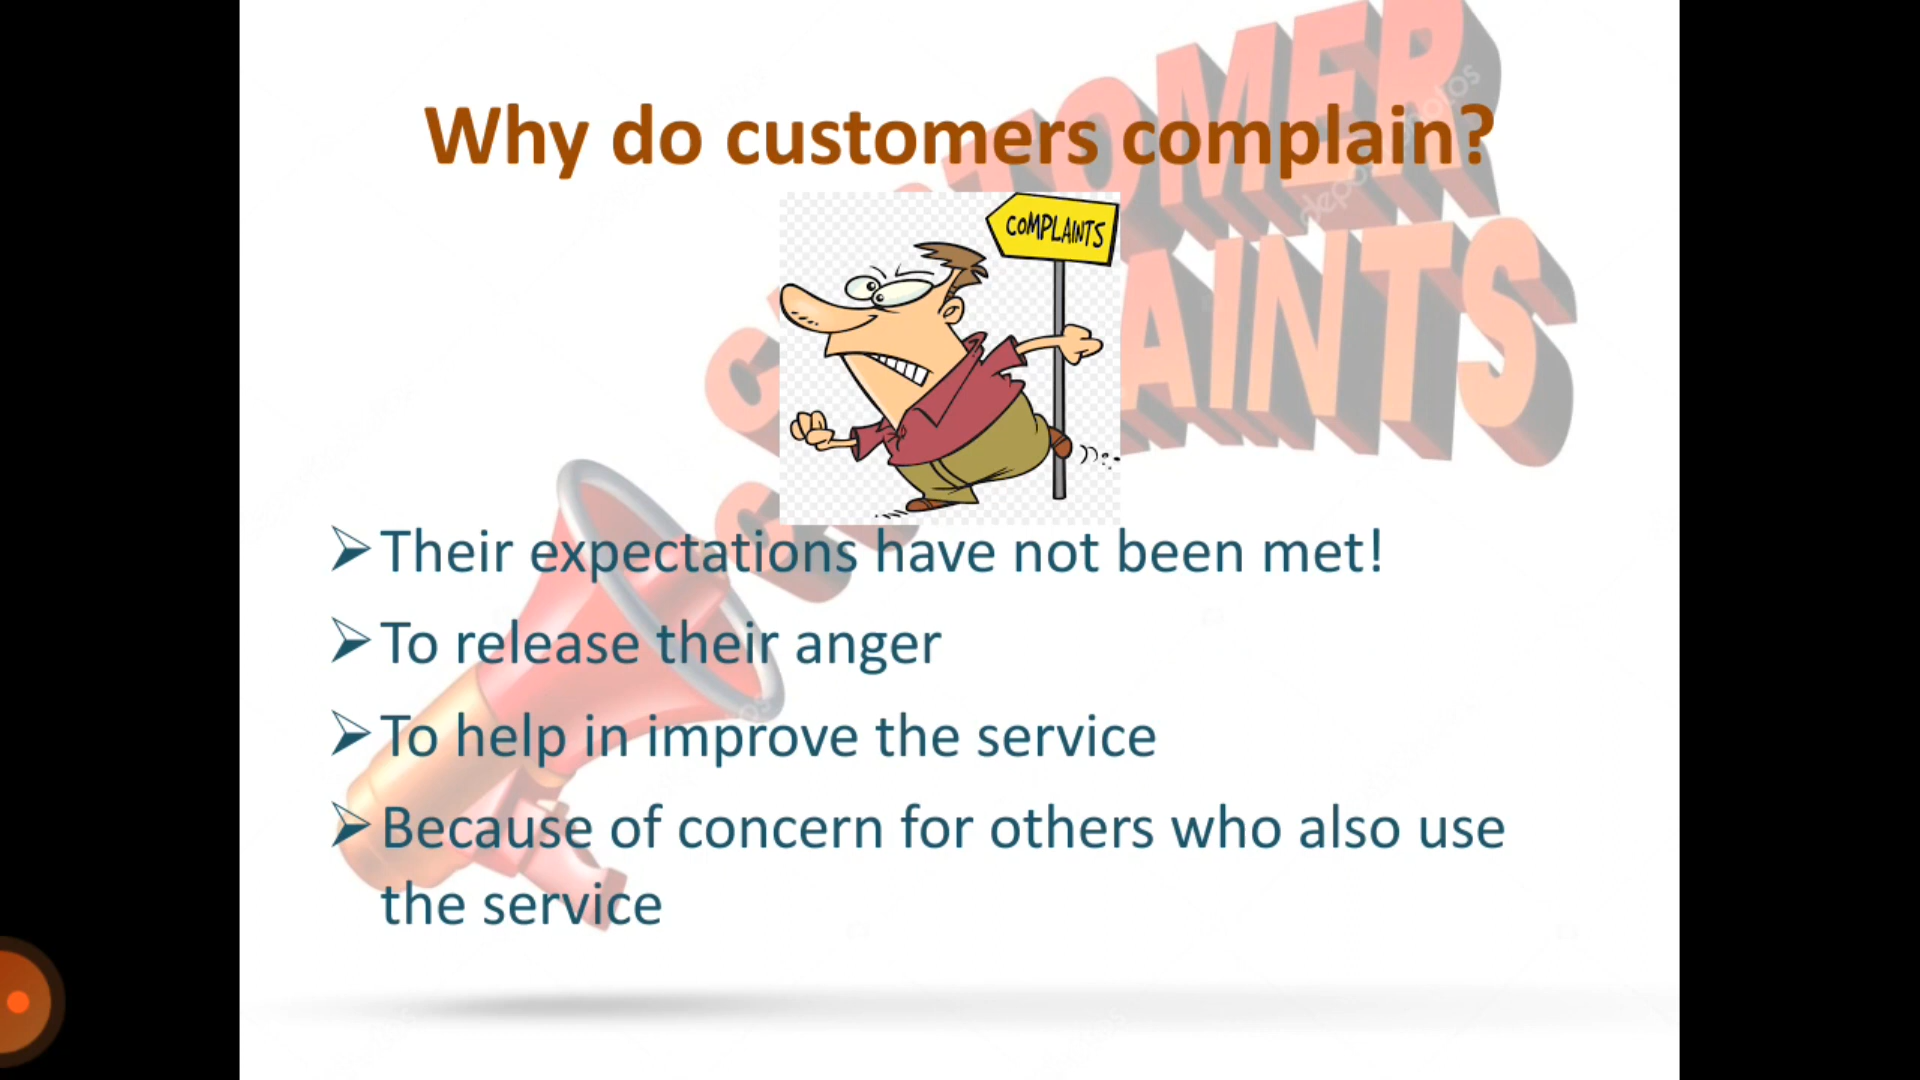 Why do customers complain?
COMPLAINTS
Their expectations have not been met!
To release their anger
To help in improve the service
Because of concern for others who also use
the service